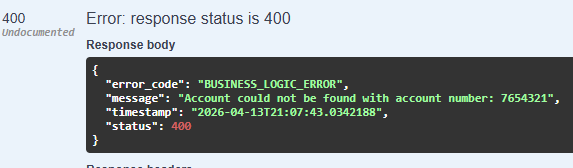 400
Undocumented
Error: response status is 400
Response body
{
  "error_code": "BUSINESS_LOGIC_ERROR",
  "message": "Account could not be found with account number: 7654321",
  "timestamp": "2026-04-13T21:07:43.0342188",
  "status": 400
}